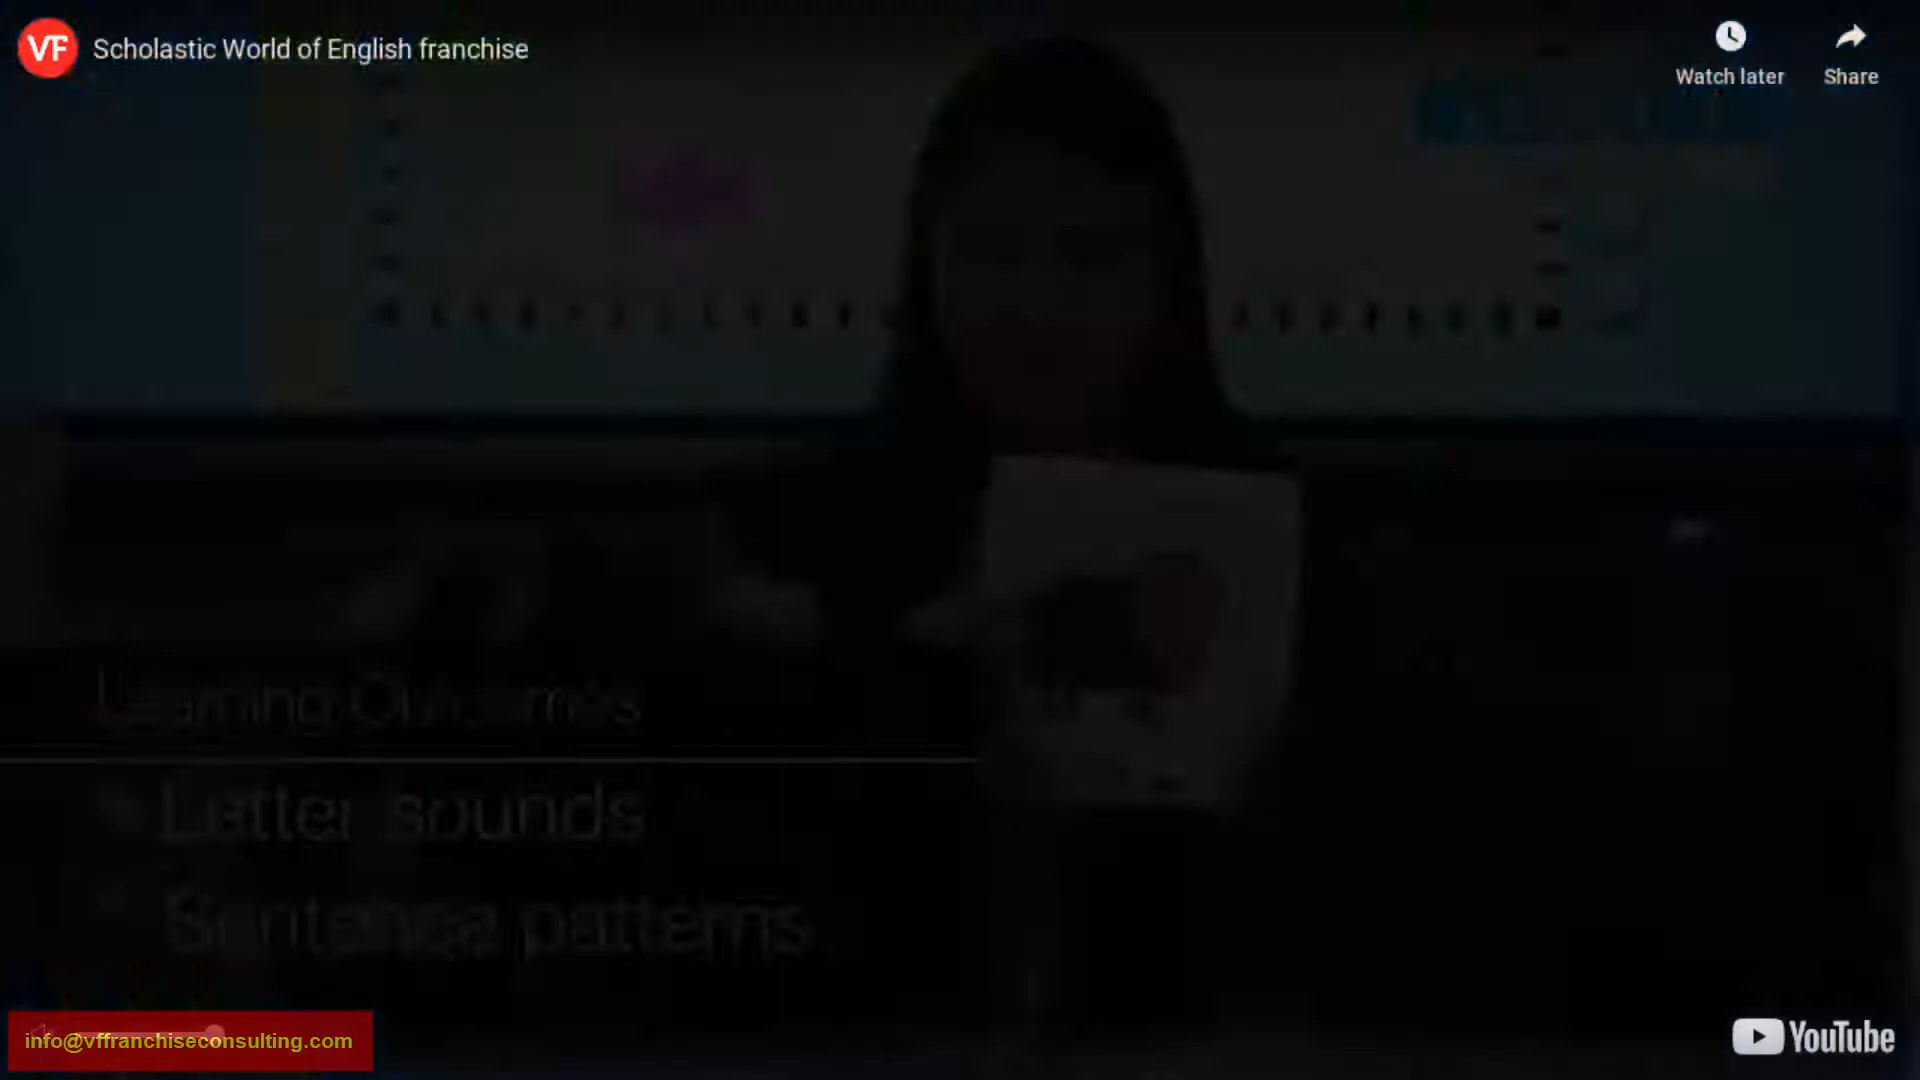 VF Scholastic World of English franchise
Watch later
Share
Learning Outcomes
Letter sounds
Sentence patterns
info@vffranchiseconsulting.com
YouTube